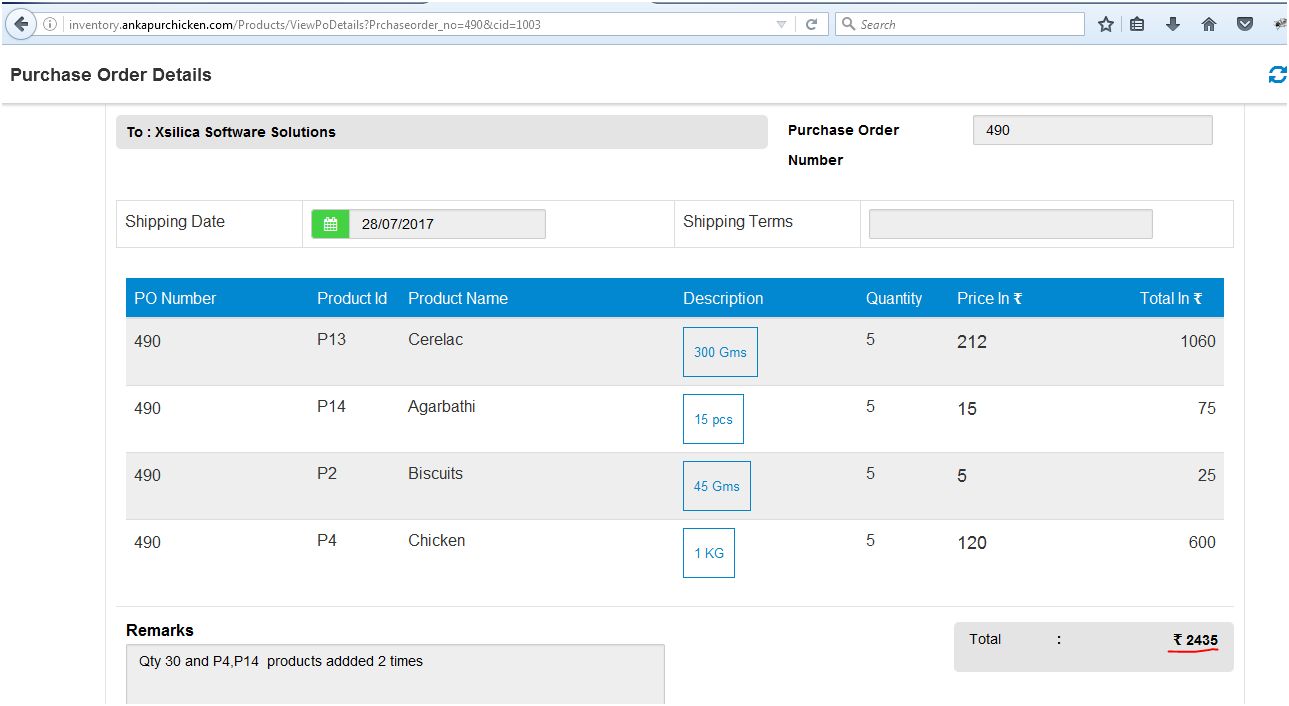 inventory.ankapurchicken.com/Products/ViewPoDetails?Prchaseorder_no=490&cid=1003
Search
Purchase Order Details
To : Xsilica Software Solutions
Purchase Order Number
490
Shipping Date
28/07/2017
Shipping Terms
PO Number Product Id Product Name Description Quantity Price In ₹ Total In ₹
490 P13 Cerelac 300 Gms 5 212 1060
490 P14 Agarbathi 15 pcs 5 15 75
490 P2 Biscuits 45 Gms 5 5 25
490 P4 Chicken 1 KG 5 120 600
Remarks
Qty 30 and P4,P14 products addded 2 times
Total : ₹ 2435